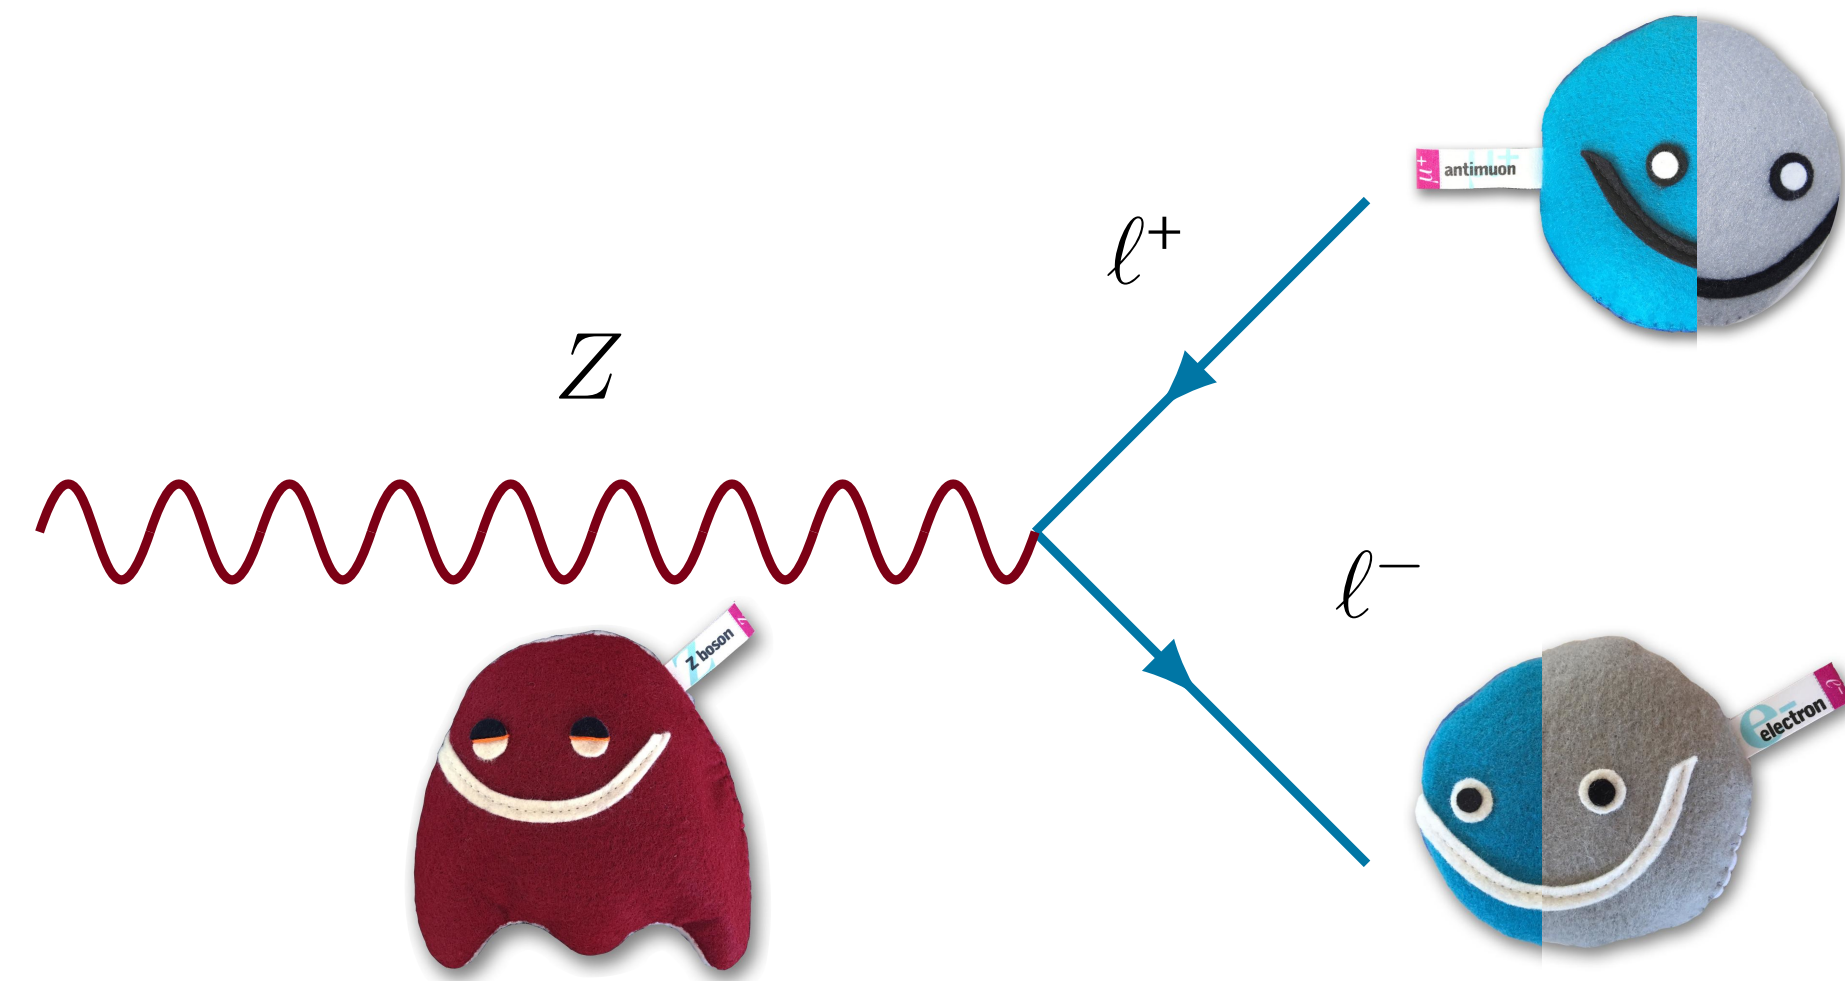 μ⁺ antimuon
ℓ⁺
Z
ℓ⁻
Z boson
e⁻ electron e⁻